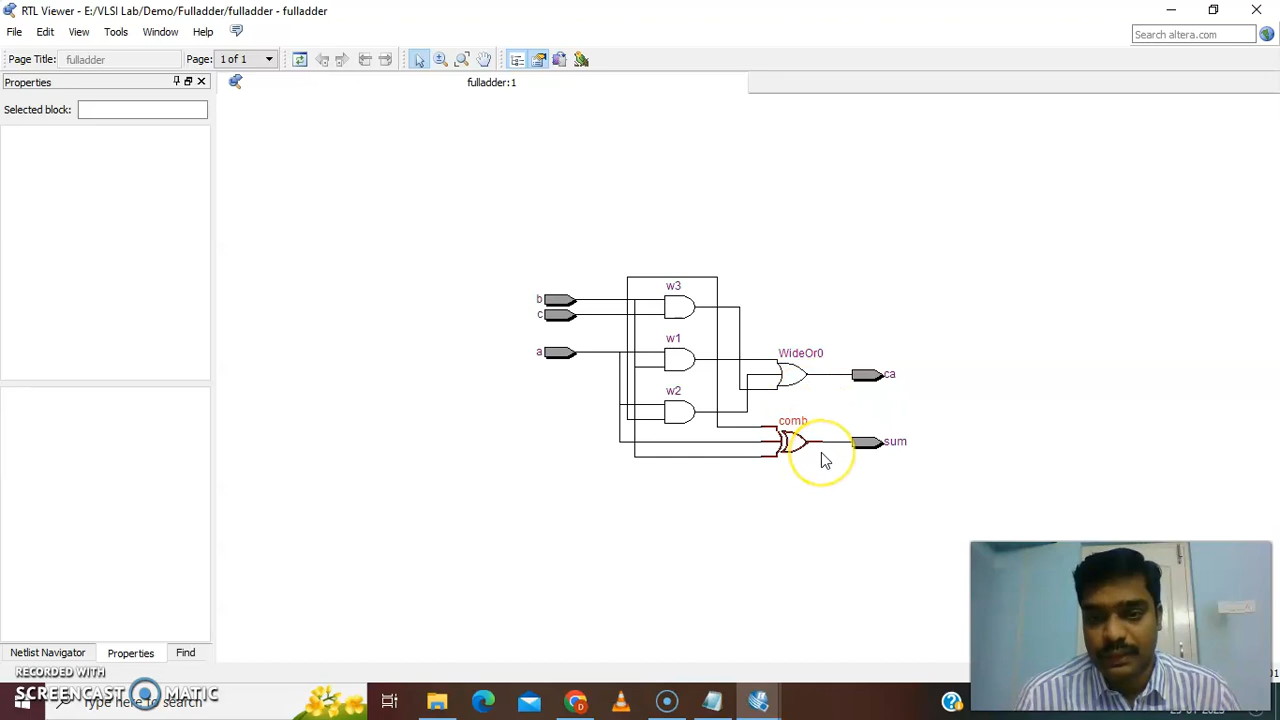 RTL Viewer - E:/VLSI Lab/Demo/Fulladder/fulladder - fulladder
File Edit View Tools Window Help
Search altera.com
Page Title: fulladder Page: 1 of 1
Properties
fulladder:1
Selected block:
w3
b
c
w1
a
WideOr0
ca
w2
comb
sum
Netlist Navigator Properties Find
RECORDED WITH
SCREENCAST MATIC
Type here to search